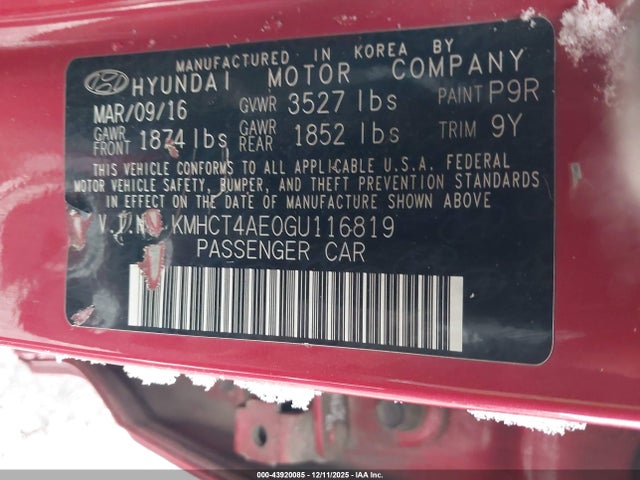 MANUFACTURED IN KOREA BY
HYUNDAI MOTOR COMPANY
MAR/09/16 GVWR 3527 lbs PAINT P9R
GAWR FRONT 1874 lbs GAWR REAR 1852 lbs TRIM 9Y
THIS VEHICLE CONFORMS TO ALL APPLICABLE U.S.A. FEDERAL
MOTOR VEHICLE SAFETY, BUMPER, AND THEFT PREVENTION STANDARDS
IN EFFECT ON THE DATE OF MANUFACTURE SHOWN ABOVE
V.I.N. KMHCT4AE0GU116819
PASSENGER CAR
000-43920085 - 12/11/2025 - IAAI, Inc.